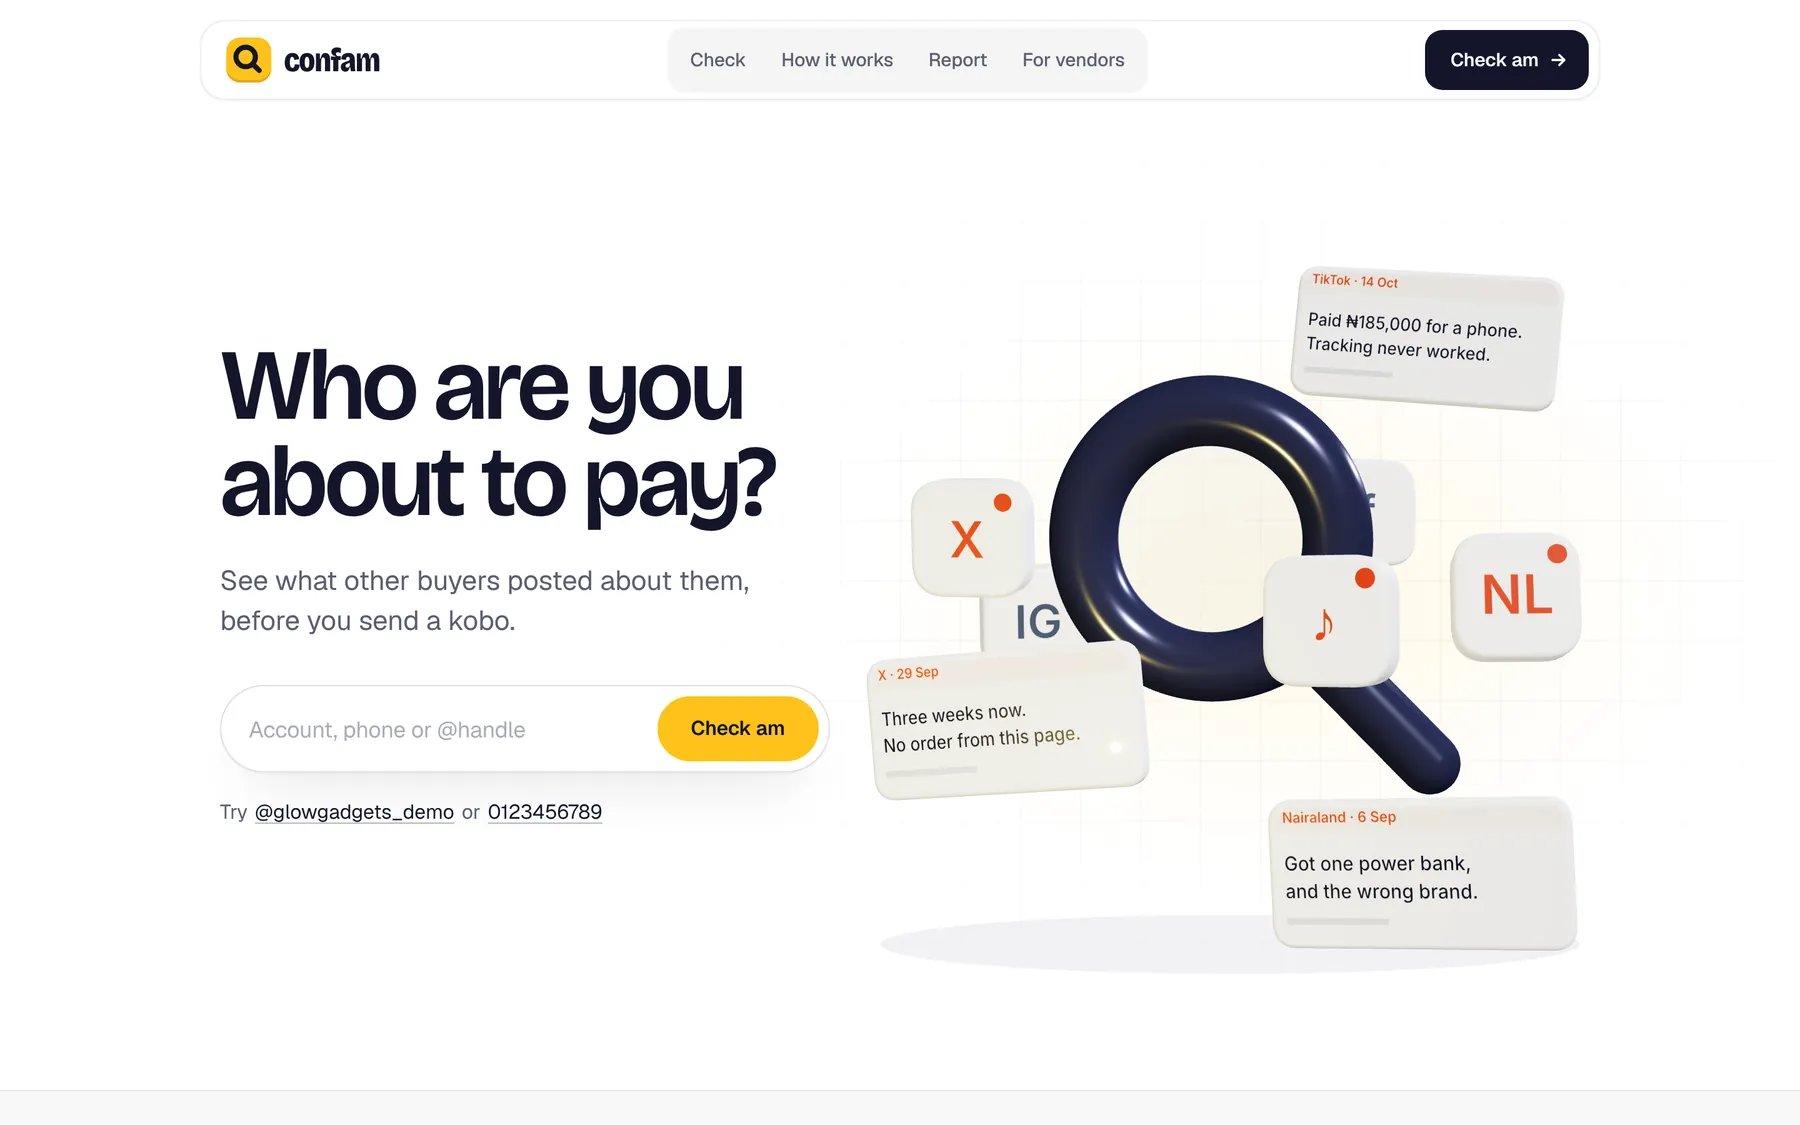 confam
Check
How it works
Report
For vendors
Check am →
Who are you
about to pay?
See what other buyers posted about them,
before you send a kobo.
Account, phone or @handle
Check am
Try @glowgadgets_demo or 0123456789
TikTok · 14 Oct
Paid ₦185,000 for a phone.
Tracking never worked.
X
IG
f
♪
NL
X · 29 Sep
Three weeks now.
No order from this page.
Nairaland · 6 Sep
Got one power bank,
and the wrong brand.